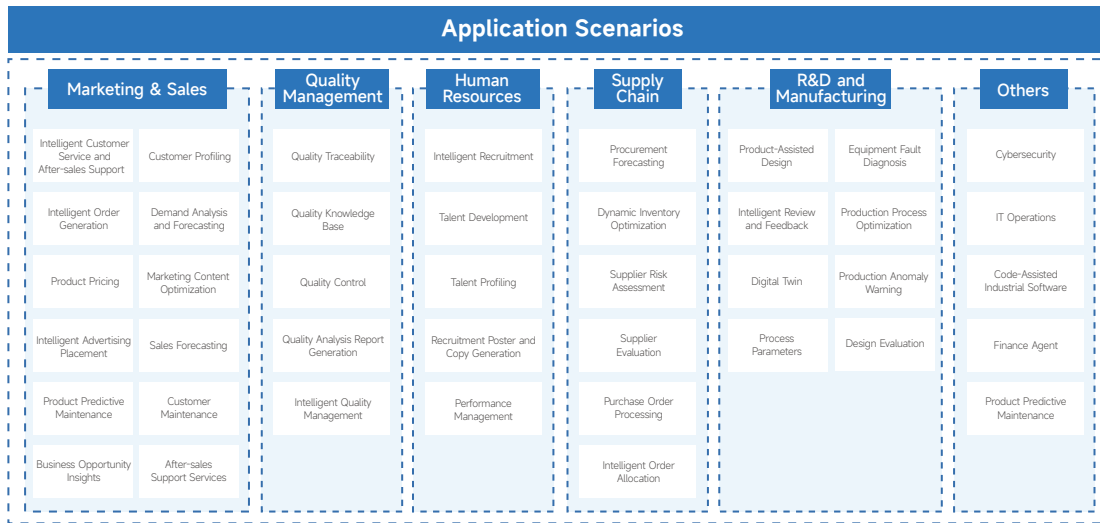 Application Scenarios
Marketing & Sales
Intelligent Customer
Service and
After-sales Support
Customer Profiling
Intelligent Order
Generation
Demand Analysis
and Forecasting
Product Pricing
Marketing Content
Optimization
Intelligent Advertising
Placement
Sales Forecasting
Product Predictive
Maintenance
Customer
Maintenance
Business Opportunity
Insights
After-sales
Support Services
Quality
Management
Quality Traceability
Quality Knowledge
Base
Quality Control
Quality Analysis Report
Generation
Intelligent Quality
Management
Human
Resources
Intelligent Recruitment
Talent Development
Talent Profiling
Recruitment Poster and
Copy Generation
Performance
Management
Supply
Chain
Procurement
Forecasting
Dynamic Inventory
Optimization
Supplier Risk
Assessment
Supplier
Evaluation
Purchase Order
Processing
Intelligent Order
Allocation
R&D and
Manufacturing
Product-Assisted
Design
Equipment Fault
Diagnosis
Intelligent Review
and Feedback
Production Process
Optimization
Digital Twin
Production Anomaly
Warning
Process
Parameters
Design Evaluation
Others
Cybersecurity
IT Operations
Code-Assisted
Industrial Software
Finance Agent
Product Predictive
Maintenance